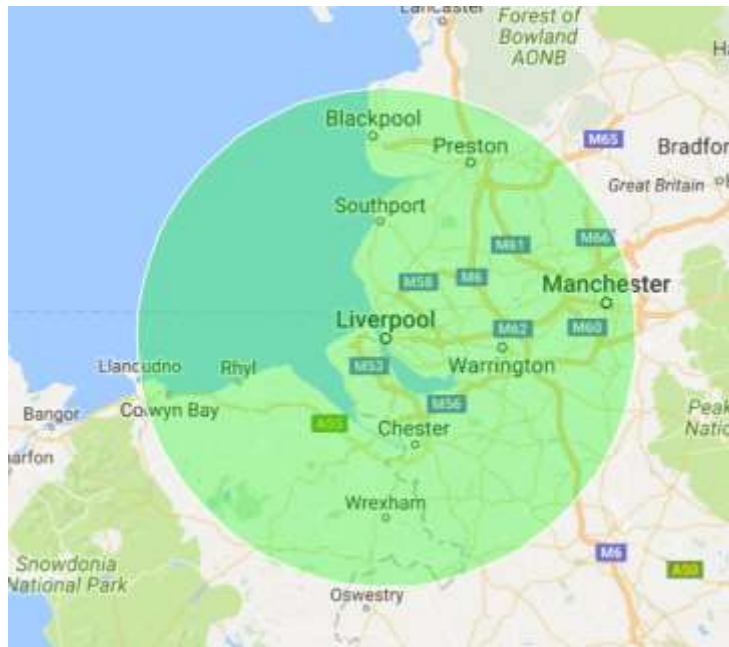 Lancaster
Forest of
Bowland
AONB
Blackpool
Preston
M65
Bradfor
Great Britain
Southport
M61
M66
M58
M6
Manchester
Liverpool
M62
M60
Llandudno
Rhyl
M53
Warrington
Colwyn Bay
M56
Bangor
A55
Chester
Peak
Natio
arfon
Wrexham
Snowdonia
National Park
M6
A50
Oswestry